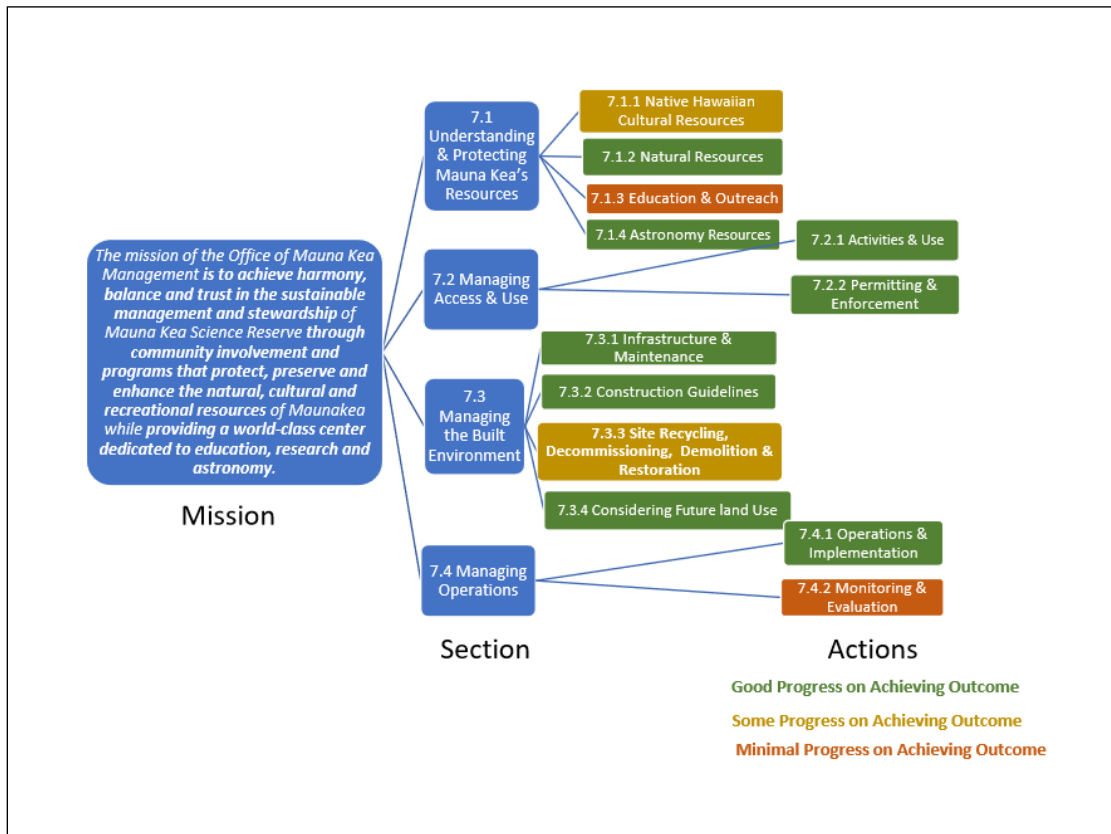 The mission of the Office of Mauna Kea
Management is to achieve harmony,
balance and trust in the sustainable
management and stewardship of
Mauna Kea Science Reserve through
community involvement and
programs that protect, preserve and
enhance the natural, cultural and
recreational resources of Maunakea
while providing a world-class center
dedicated to education, research and
astronomy.
Mission
7.1
Understanding
& Protecting
Mauna Kea's
Resources
7.1.1 Native Hawaiian
Cultural Resources
7.1.2 Natural Resources
7.1.3 Education & Outreach
7.1.4 Astronomy Resources
7.2 Managing
Access & Use
7.2.1 Activities & Use
7.2.2 Permitting &
Enforcement
7.3
Managing
the Built
Environment
7.3.1 Infrastructure &
Maintenance
7.3.2 Construction Guidelines
7.3.3 Site Recycling,
Decommissioning, Demolition &
Restoration
7.3.4 Considering Future land Use
7.4 Managing
Operations
7.4.1 Operations &
Implementation
7.4.2 Monitoring &
Evaluation
Section
Actions
Good Progress on Achieving Outcome
Some Progress on Achieving Outcome
Minimal Progress on Achieving Outcome